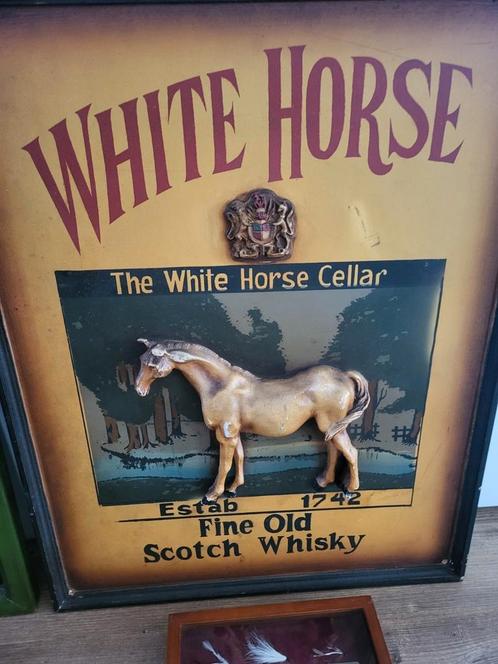 WHITE HORSE
The White Horse Cellar
Estab 1742
Fine Old
Scotch Whisky